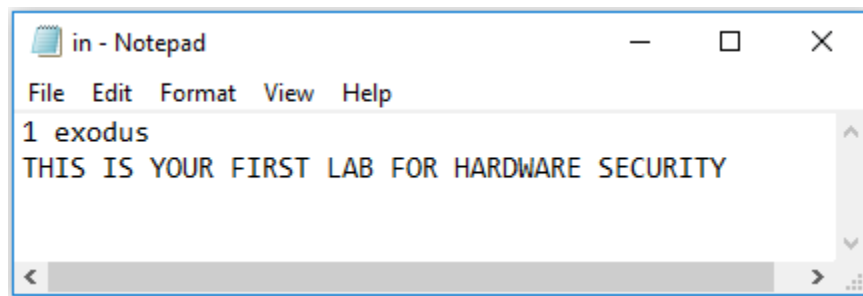 in - Notepad
File Edit Format View Help
1 exodus
THIS IS YOUR FIRST LAB FOR HARDWARE SECURITY